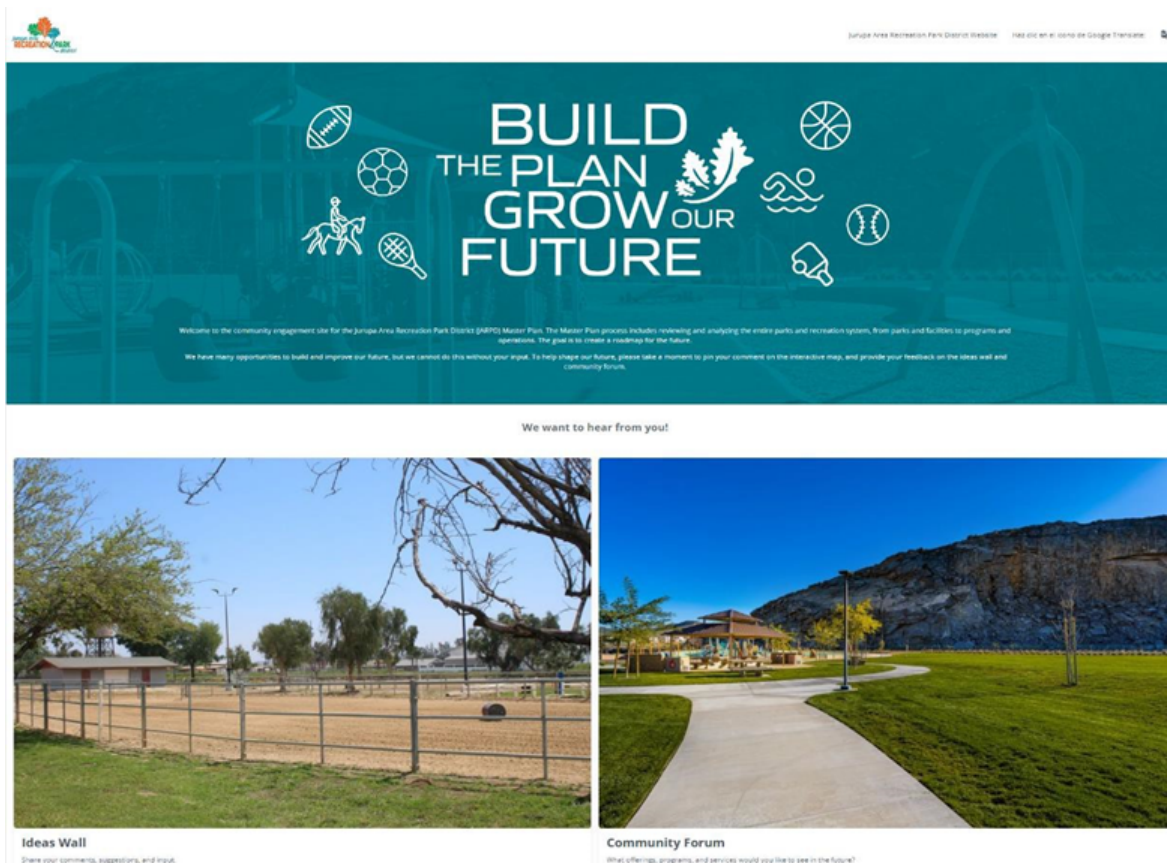 Jurupa Area
RECREATION PARK
District
Jurupa Area Recreation Park District Website Haz clic en el icono de Google Translate:
BUILD
THE PLAN
GROW OUR
FUTURE
Welcome to the community engagement site for the Jurupa Area Recreation Park District (JARPD) Master Plan. The Master Plan process includes reviewing and analyzing the entire parks and recreation system, from parks and facilities to programs and
operations. The goal is to create a roadmap for the future.
We have many opportunities to build and improve our future, but we cannot do this without your input. To help shape our future, please take a moment to pin your comment on the interactive map, and provide your feedback on the ideas wall and
community forum.
We want to hear from you!
Ideas Wall
Share your comments, suggestions, and input.
Community Forum
What offerings, programs, and services would you like to see in the future?